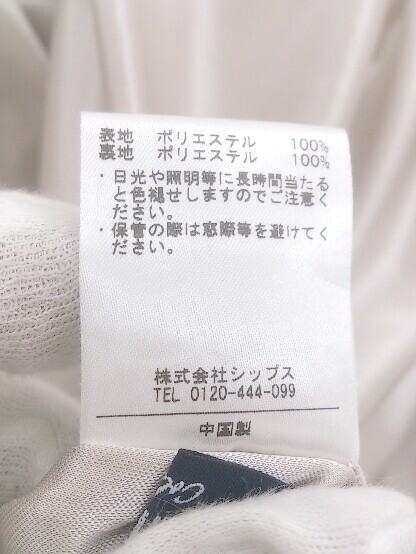 表地 ポリエステル 100%
裏地 ポリエステル 100%
・日光や照明等に長時間当たる
と色褪せしますのでご注意く
ださい。
・保管の際は窓際等を避けてく
ださい。
株式会社シップス
TEL 0120-444-099
中国製